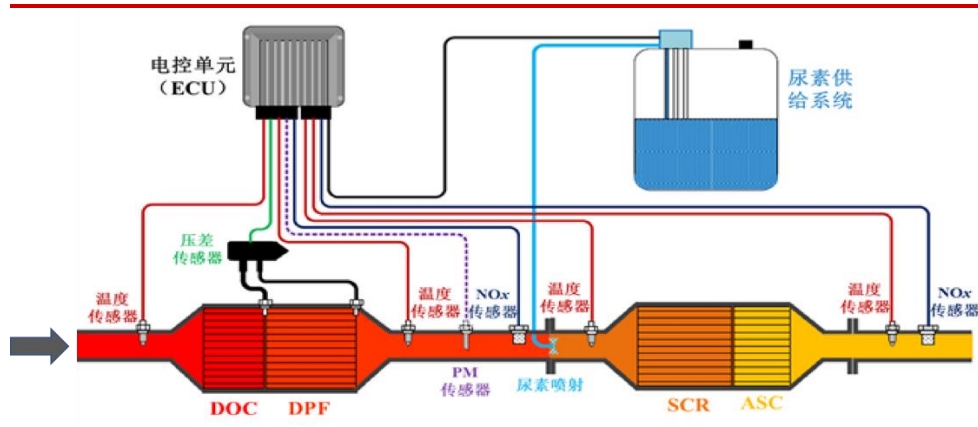 电控单元
（ECU）
尿素供
给系统
压差
传感器
温度
传感器
温度
传感器
NOx
传感器
温度
传感器
温度
传感器
NOx
传感器
PM
传感器
尿素喷射
DOC
DPF
SCR
ASC